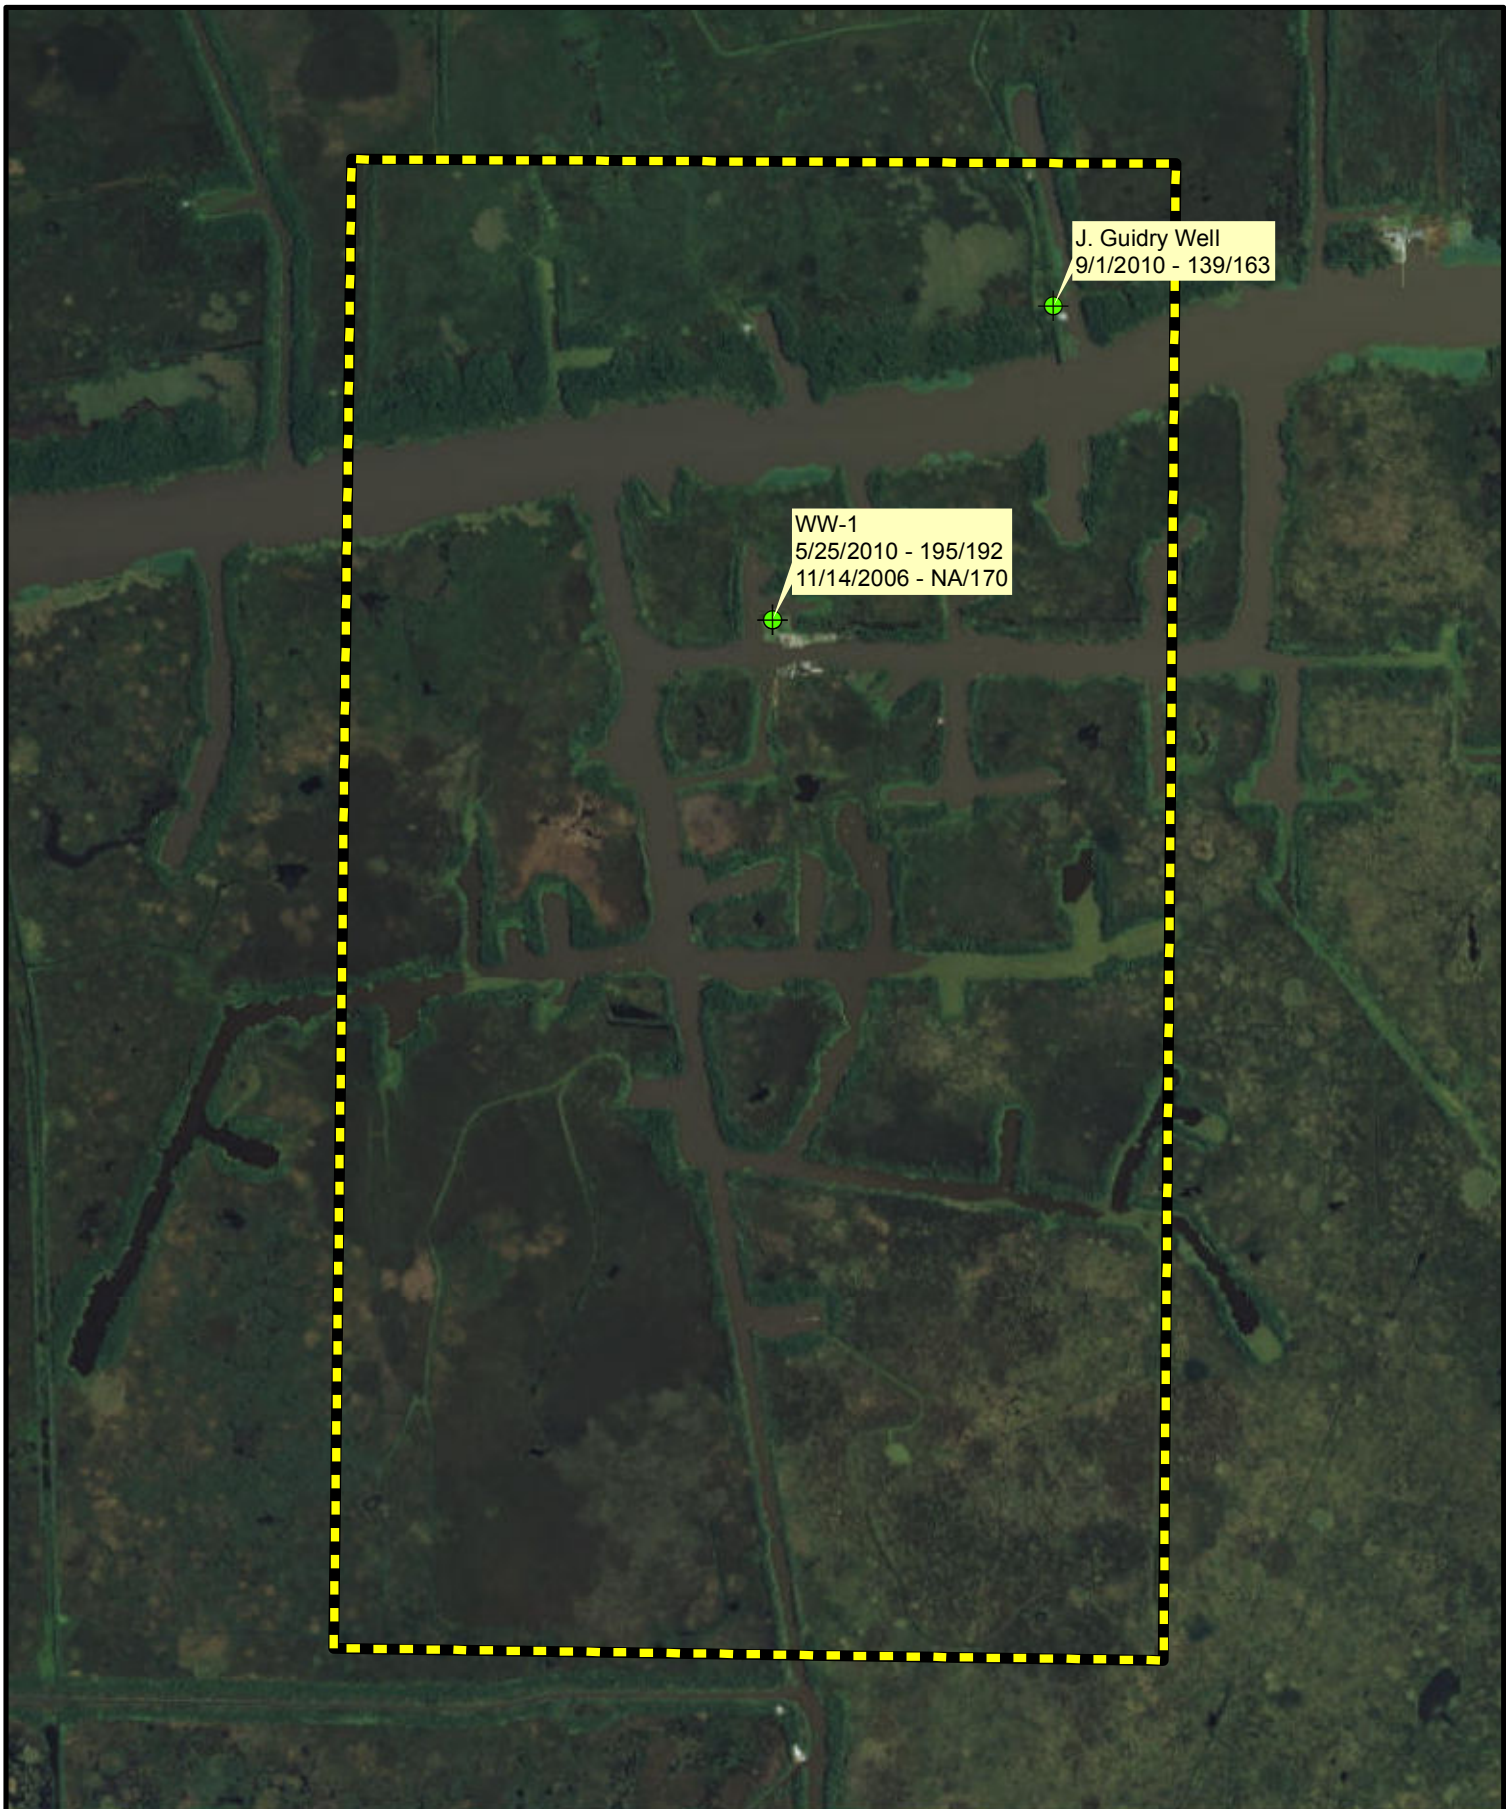 J. Guidry Well
9/1/2010 - 139/163
WW-1
5/25/2010 - 195/192
11/14/2006 - NA/170